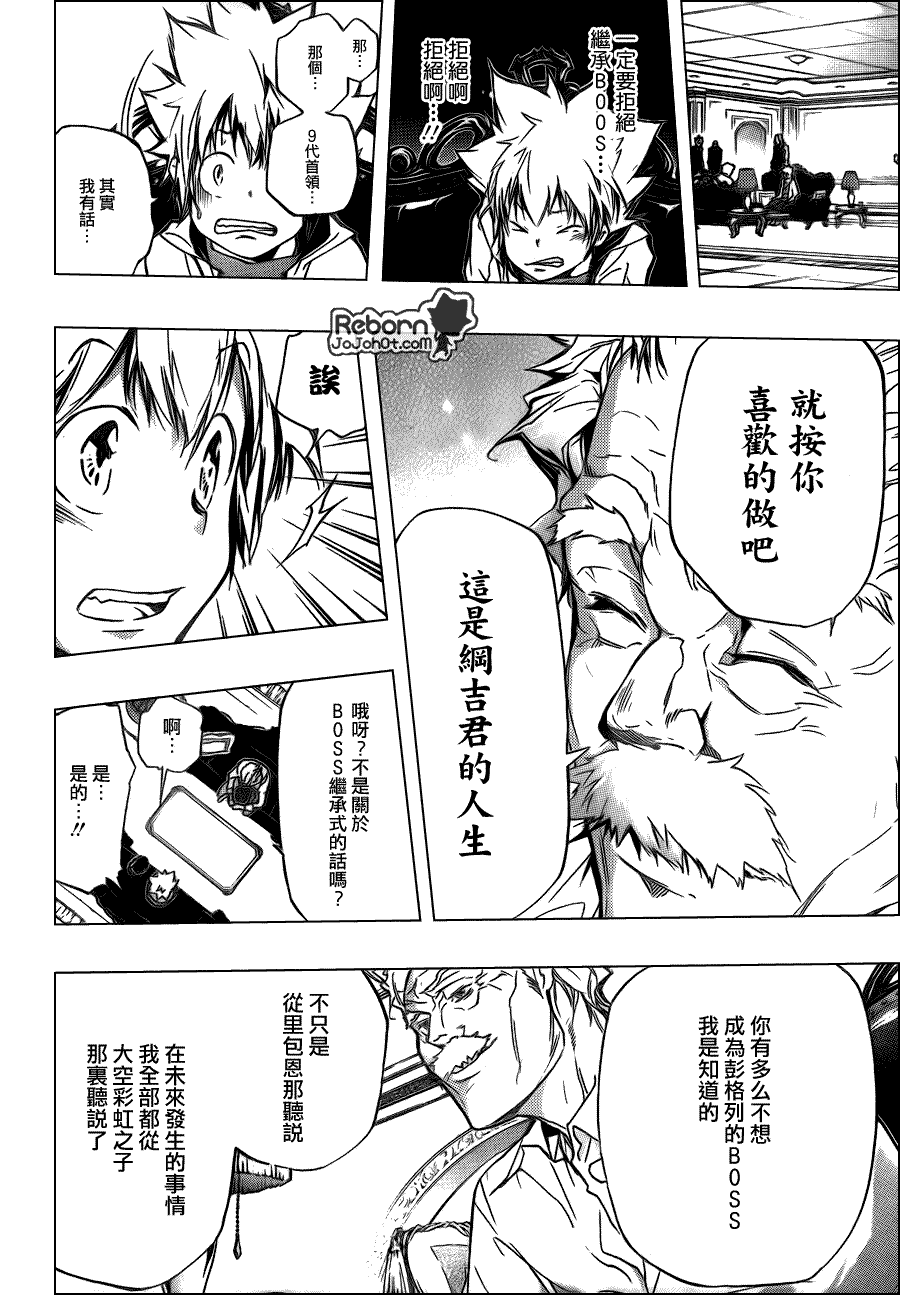 一定要拒絕
繼承BOOS…
拒絕啊
拒絕啊…!!
那…
那個…
9代首領…
其實
我有話…
Reborn
JoJoHOt.com
就按你
喜歡的做吧
這是綱吉君的人生
誒
哦呀？不是關於
BOSS繼承式的話嗎？
啊…
是…
是的…!!
你有多么不想
成為彭格列的BOSS
我是知道的
不只是
從里包恩那聽説
在未來發生的事情
我全部都從
大空彩虹之子
那裏聽説了